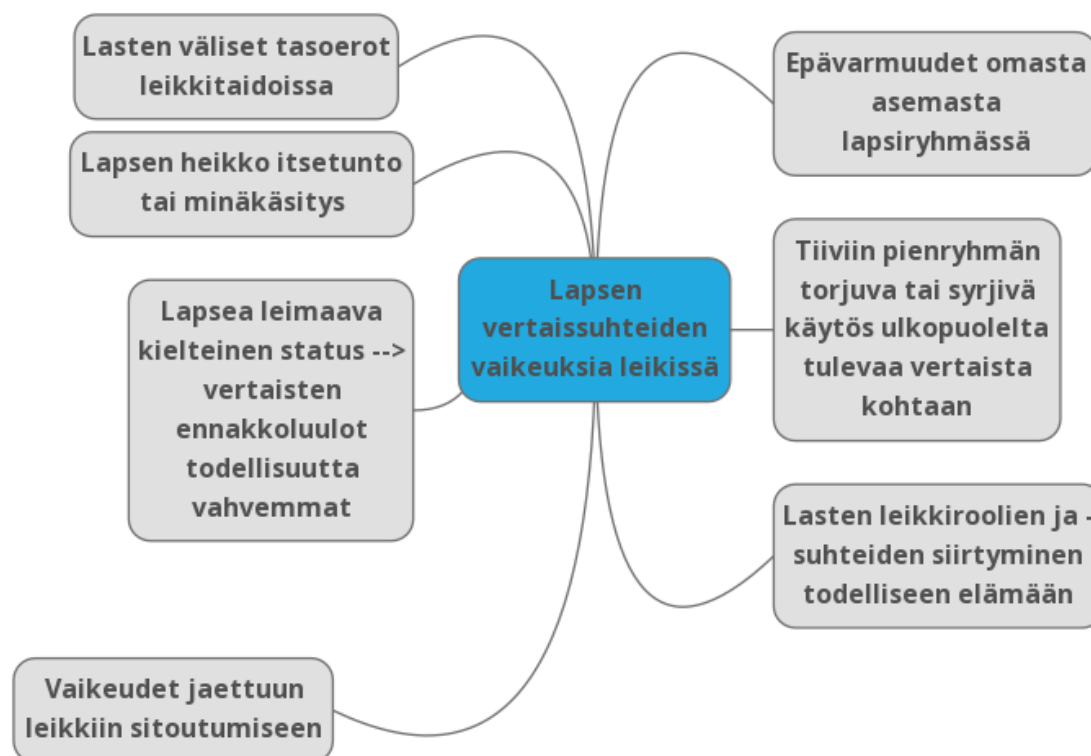 Lasten väliset tasoerot
leikkitaidoissa
Lapsen heikko itsetunto
tai minäkäsitys
Lapsea leimaava
kielteinen status -->
vertaisten
ennakkoluulot
todellisuutta
vahvemmat
Vaikeudet jaettuun
leikkiin sitoutumiseen
Lapsen
vertaissuhteiden
vaikeuksia leikissä
Epävarmuudet omasta
asemasta
lapsiryhmässä
Tiiviin pienryhmän
torjuva tai syrjivä
käytös ulkopuolelta
tulevaa vertaista
kohtaan
Lasten leikkiroolien ja -
suhteiden siirtyminen
todelliseen elämään